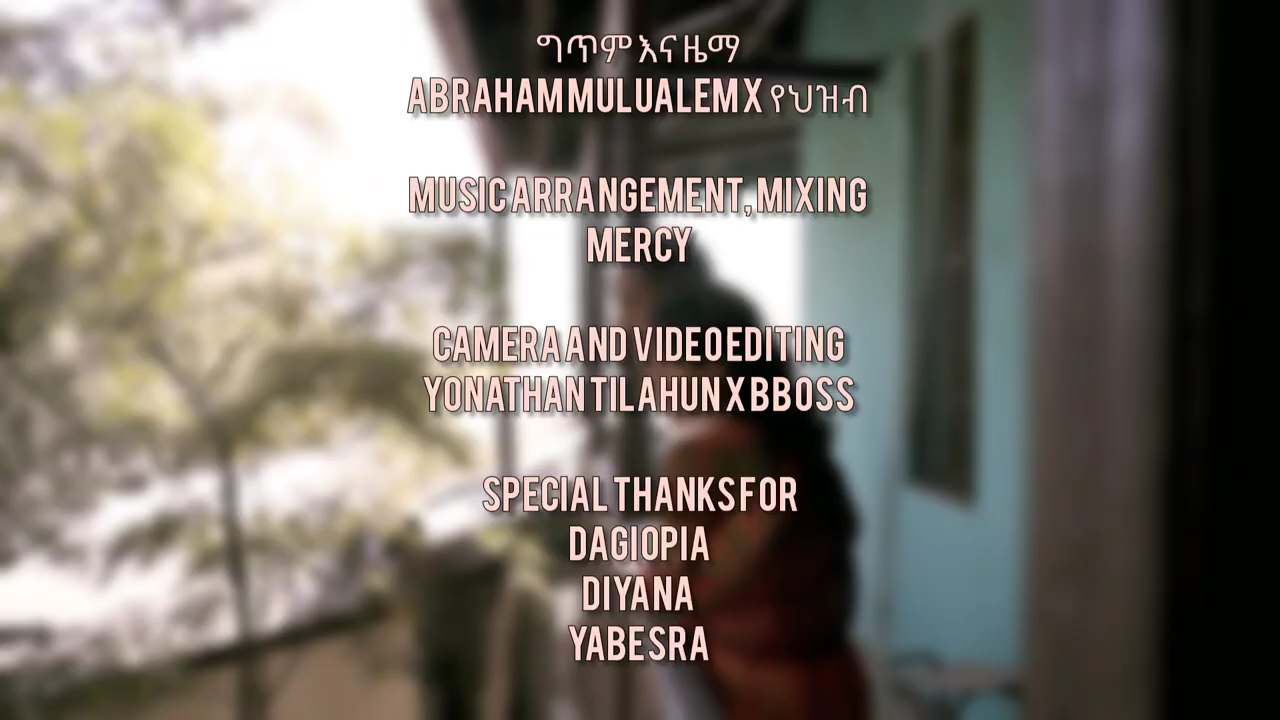 ግጥም እና ዜማ
ABRAHAM MULUALEM X የህዝብ
MUSIC ARRANGEMENT, MIXING
MERCY
CAMERA AND VIDEO EDITING
YONATHAN TILAHUN X BBOSS
SPECIAL THANKS FOR
DAGIOPIA
DIYANA
YABESRA